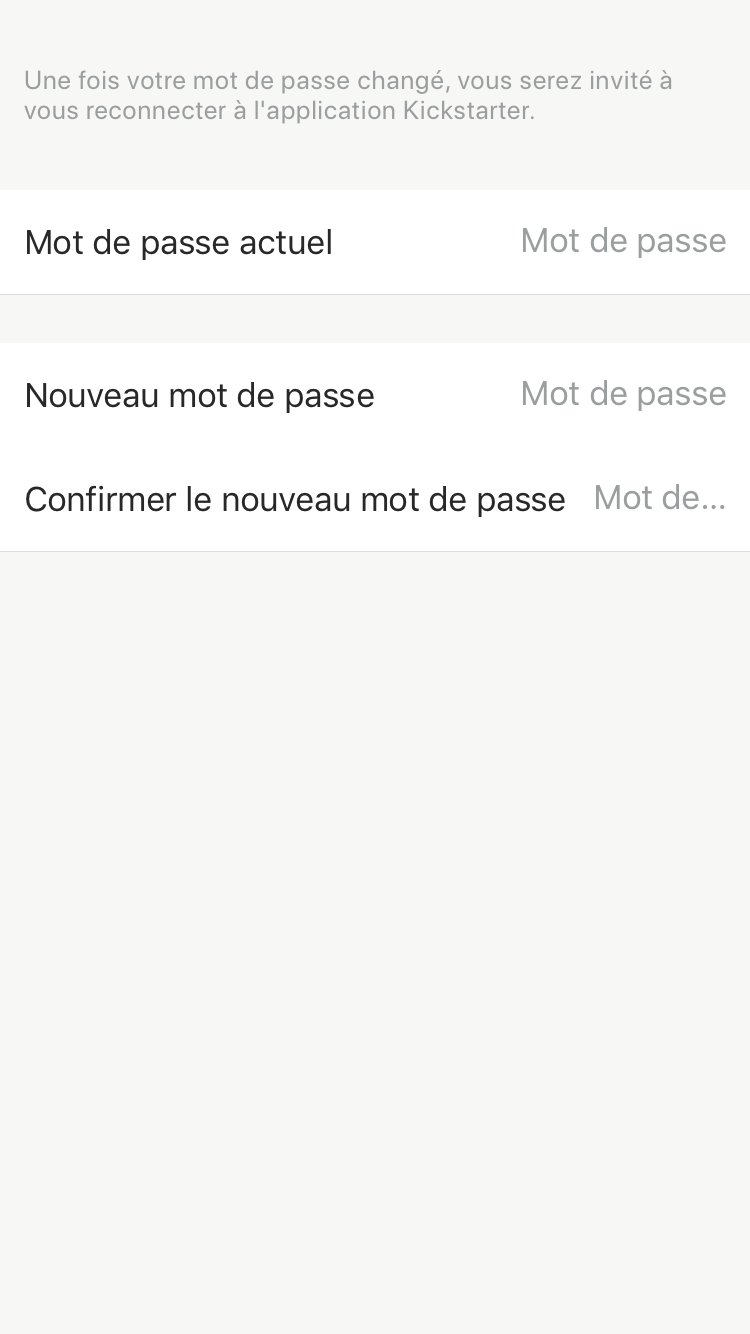 Une fois votre mot de passe changé, vous serez invité à
vous reconnecter à l'application Kickstarter.
Mot de passe actuel Mot de passe
Nouveau mot de passe Mot de passe
Confirmer le nouveau mot de passe Mot de...